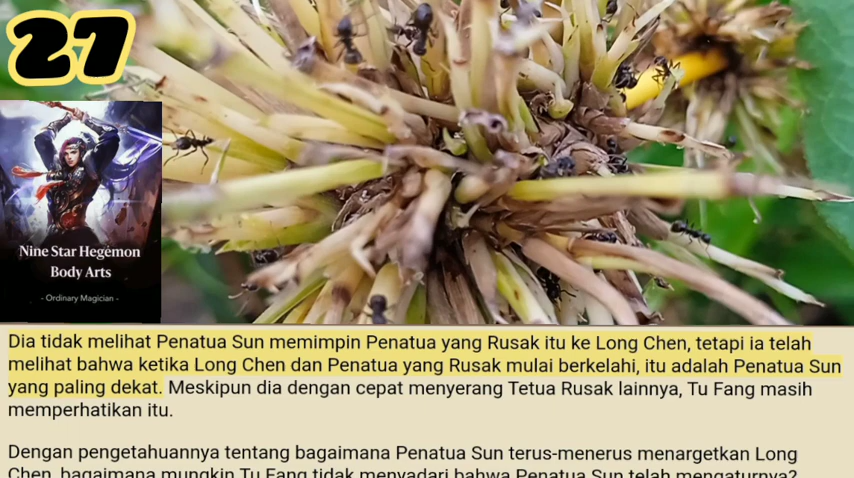 27
Nine Star Hegemon
Body Arts
- Ordinary Magician -
Dia tidak melihat Penatua Sun memimpin Penatua yang Rusak itu ke Long Chen, tetapi ia telah
melihat bahwa ketika Long Chen dan Penatua yang Rusak mulai berkelahi, itu adalah Penatua Sun
yang paling dekat. Meskipun dia dengan cepat menyerang Tetua Rusak lainnya, Tu Fang masih
memperhatikan itu.
Dengan pengetahuannya tentang bagaimana Penatua Sun terus-menerus menargetkan Long
Chen, bagaimana mungkin Tu Fang tidak menyadari bahwa Penatua Sun telah mengaturnya?